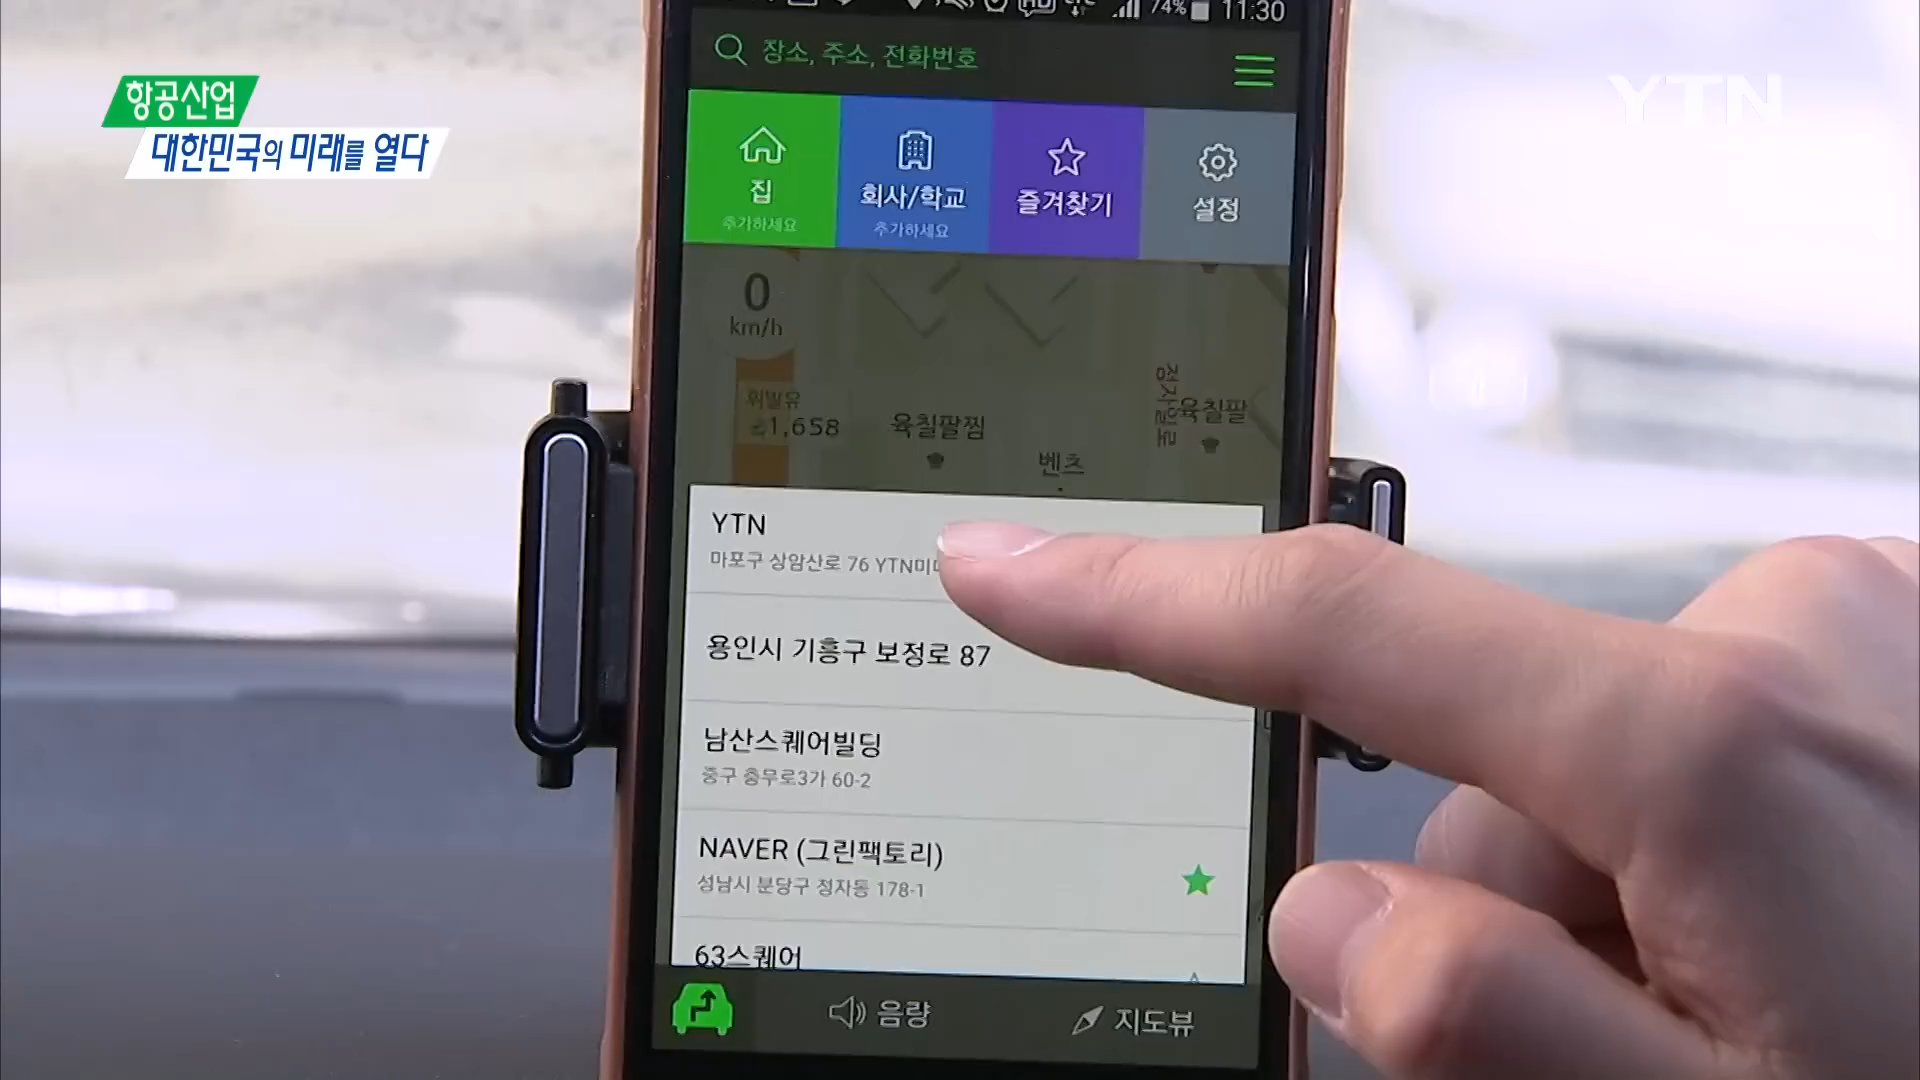 항공산업
대한민국의 미래를 열다
YTN
74% 11:30
장소, 주소, 전화번호
집
추가하세요
회사/학교
추가하세요
즐겨찾기
설정
0
km/h
휘발유
1,658
육칠팔찜
벤츠
정자일로
육칠팔
YTN
마포구 상암산로 76 YTN미디
용인시 기흥구 보정로 87
남산스퀘어빌딩
중구 충무로3가 60-2
NAVER (그린팩토리)
성남시 분당구 정자동 178-1
63스퀘어
음량
지도뷰